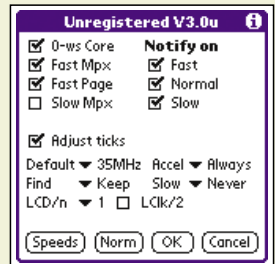 Unregistered V3.0u i
0-ws Core Notify on
Fast Mpx Fast
Fast Page Normal
Slow Mpx Slow
Adjust ticks
Default 35MHz Accel Always
Find Keep Slow Never
LCD/n 1 LClk/2
Speeds Norm OK Cancel